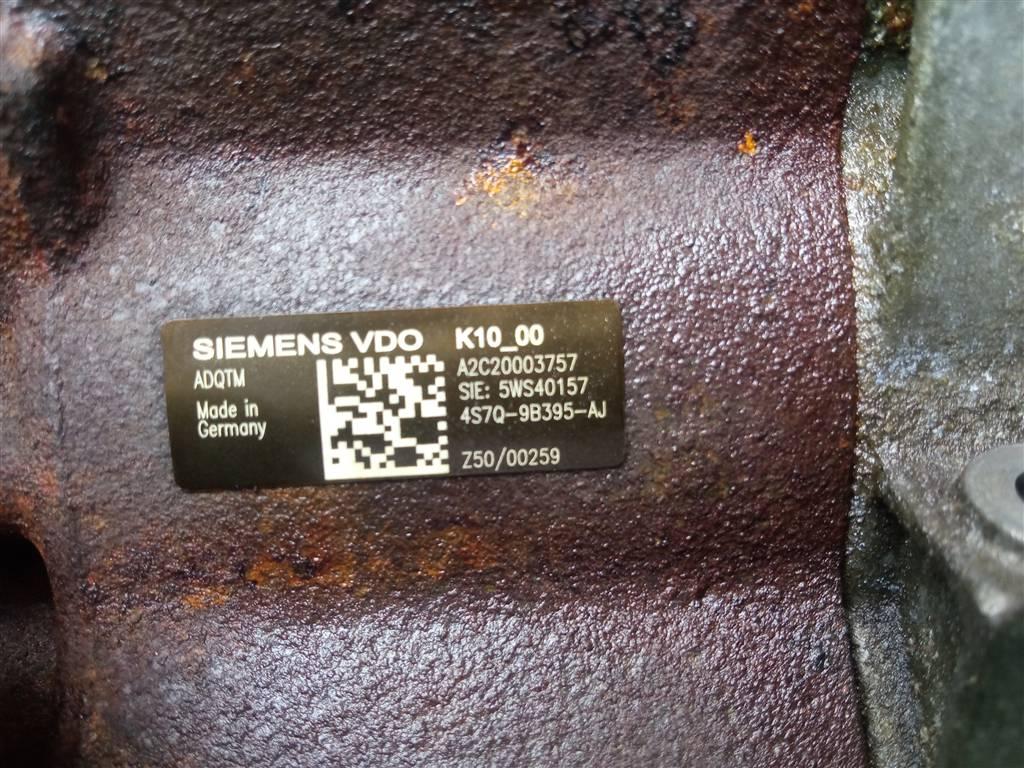 SIEMENS VDO K10_00
ADQTM
Made in
Germany
A2C20003757
SIE: 5WS40157
4S7Q-9B395-AJ
Z50/00259